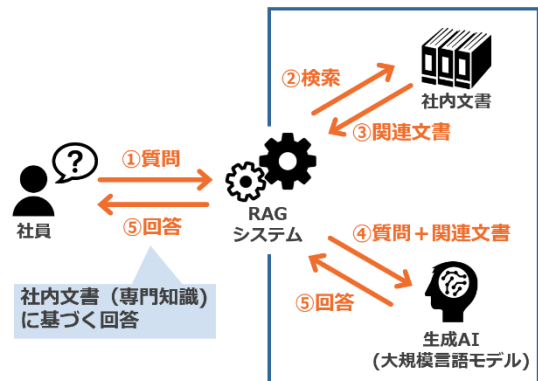 ②検索
社内文書
③関連文書
?
①質問
⑤回答
社員
RAG
システム
④質問+関連文書
⑤回答
社内文書(専門知識)
に基づく回答
生成AI
(大規模言語モデル)